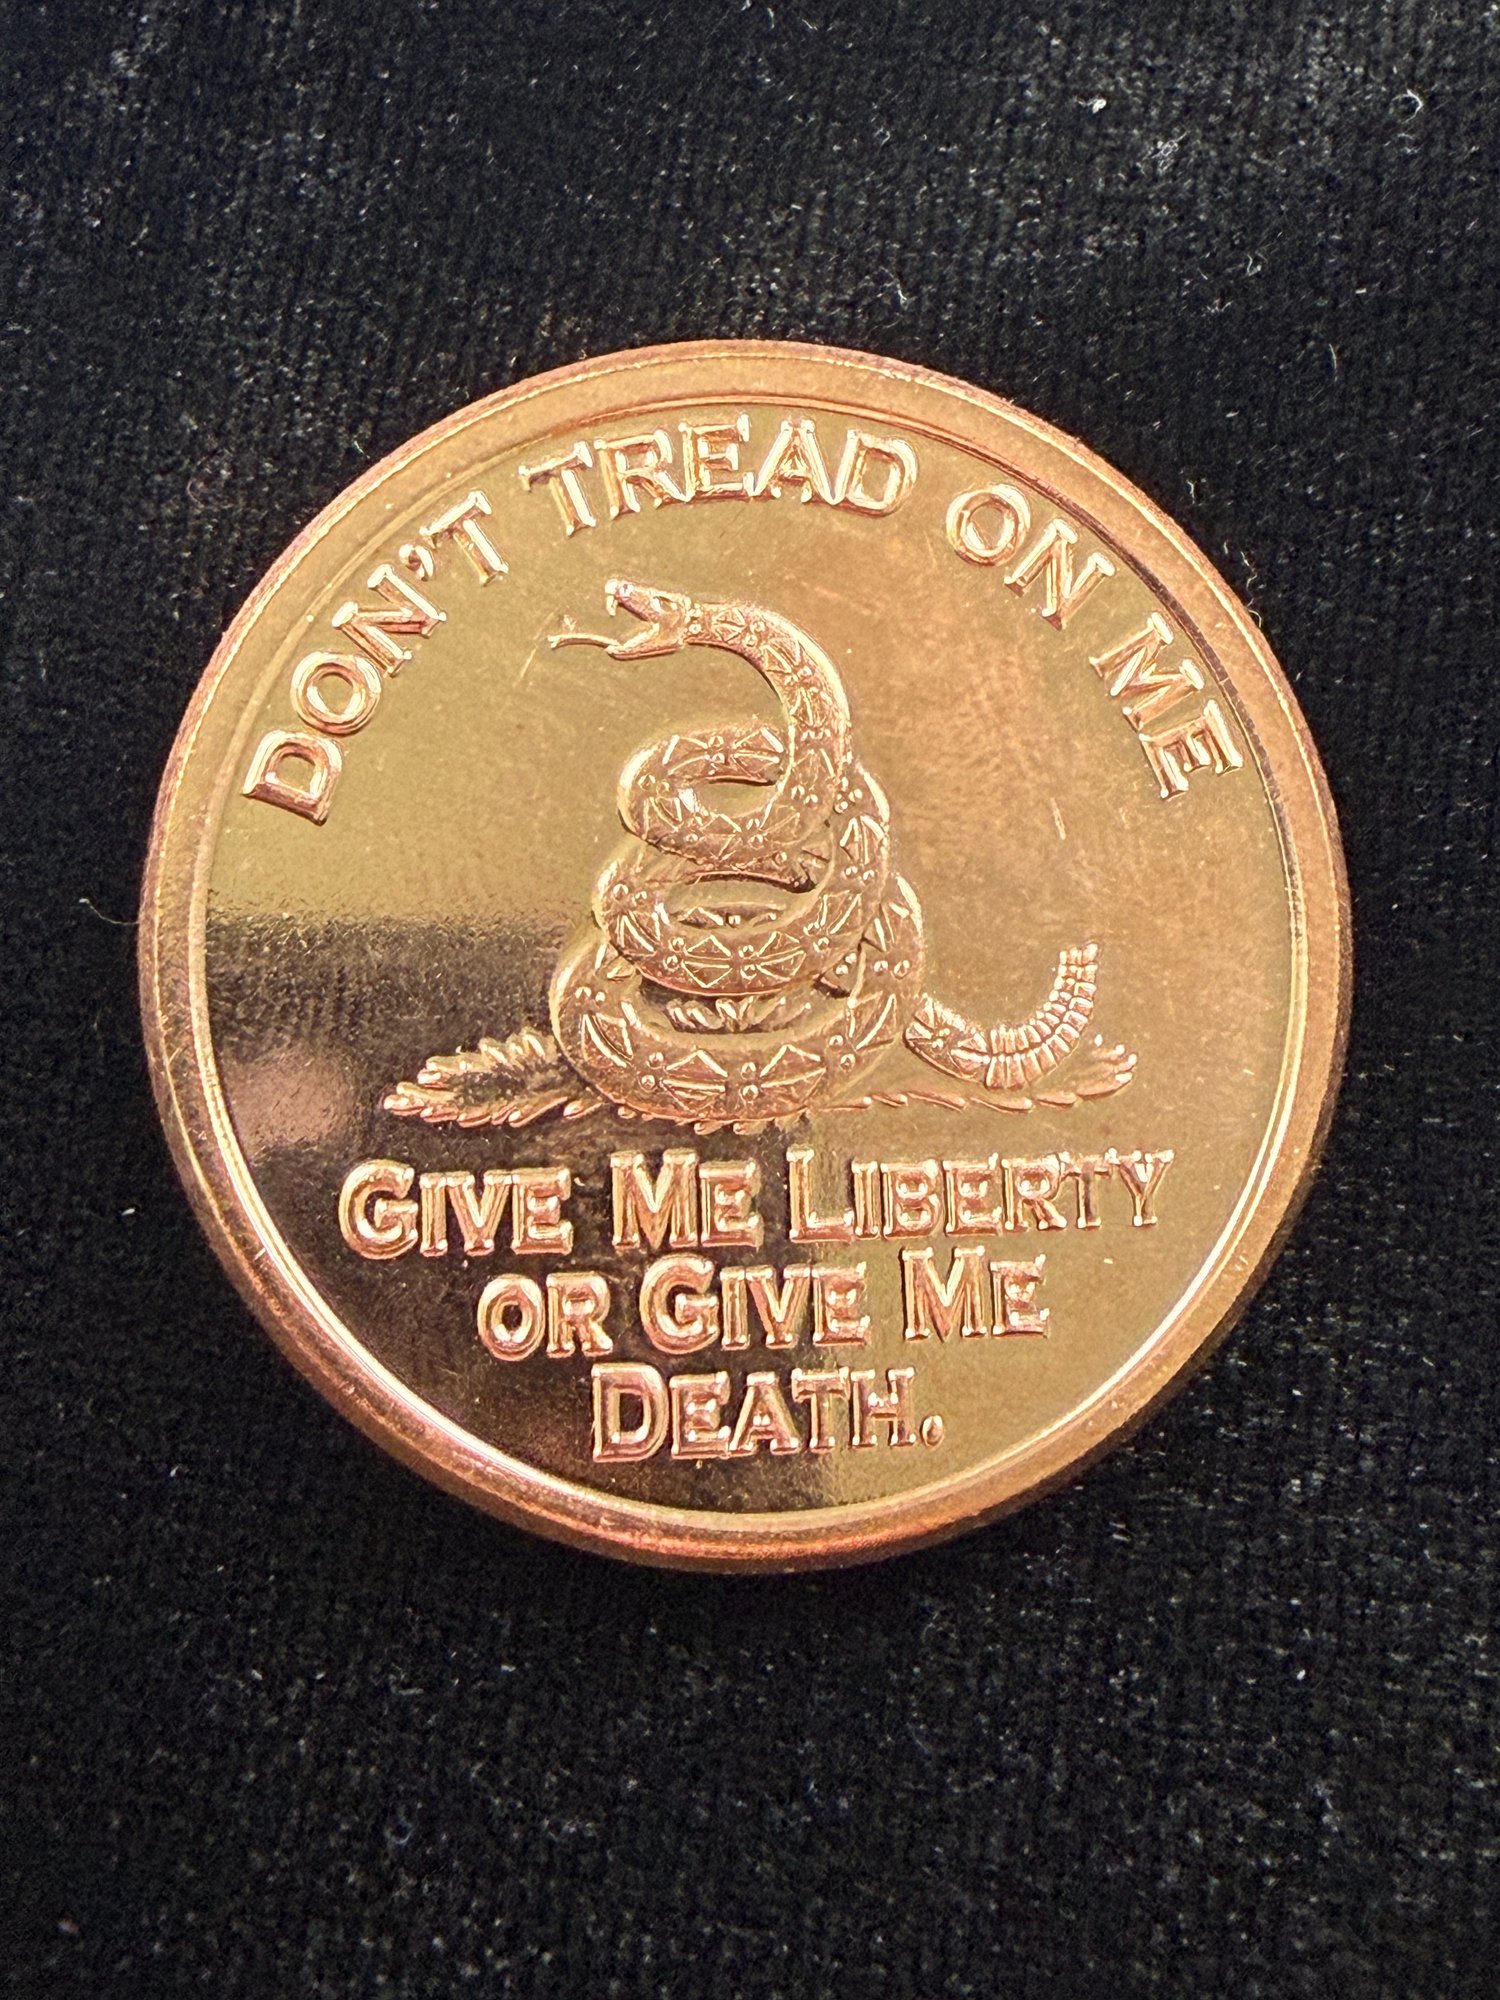 DON'T TREAD ON ME
GIVE ME LIBERTY
OR GIVE ME
DEATH.